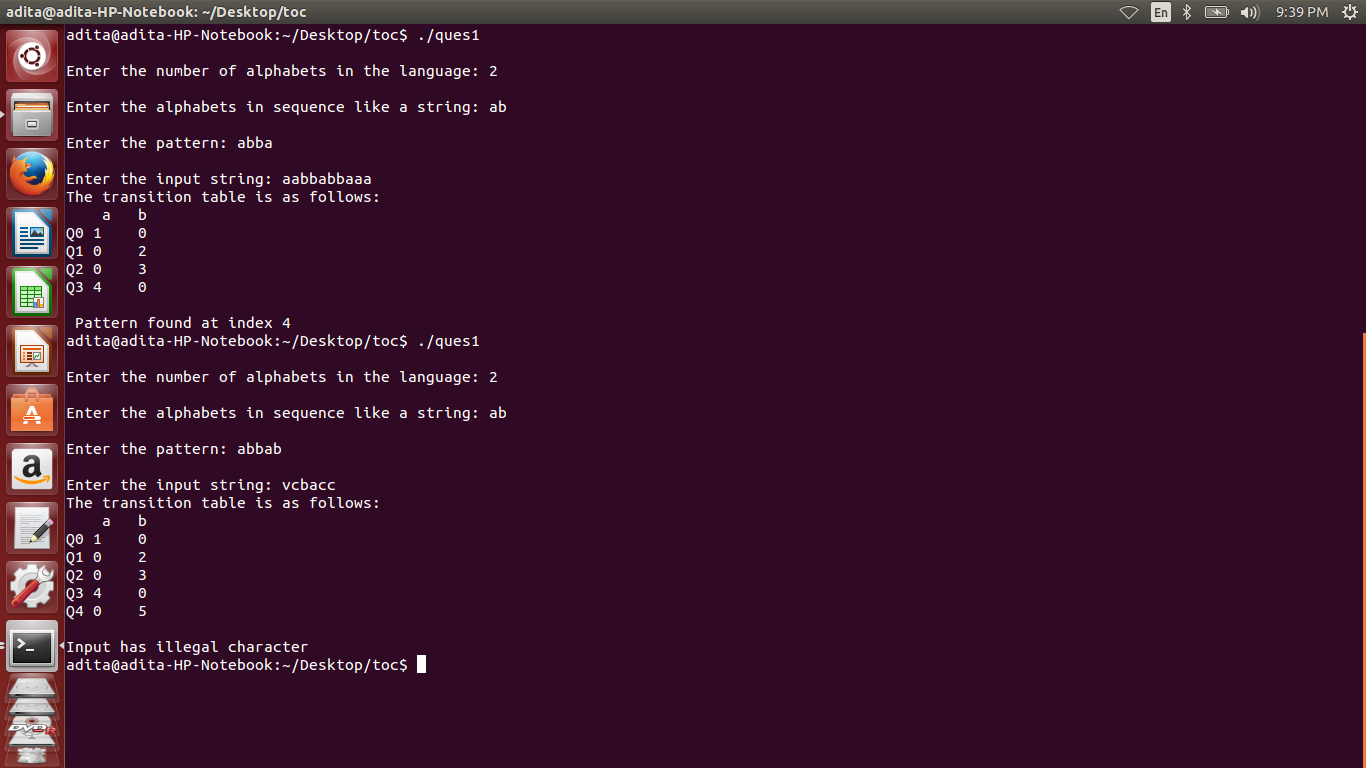 adita@adita-HP-Notebook: ~/Desktop/toc En 9:39 PM
adita@adita-HP-Notebook:~/Desktop/toc$ ./ques1
Enter the number of alphabets in the language: 2
Enter the alphabets in sequence like a string: ab
Enter the pattern: abba
Enter the input string: aabbabbaaa
The transition table is as follows:
a b
Q0 1 0
Q1 0 2
Q2 0 3
Q3 4 0
Pattern found at index 4
adita@adita-HP-Notebook:~/Desktop/toc$ ./ques1
Enter the number of alphabets in the language: 2
Enter the alphabets in sequence like a string: ab
Enter the pattern: abbab
Enter the input string: vcbacc
The transition table is as follows:
a b
Q0 1 0
Q1 0 2
Q2 0 3
Q3 4 0
Q4 0 5
Input has illegal character
adita@adita-HP-Notebook:~/Desktop/toc$